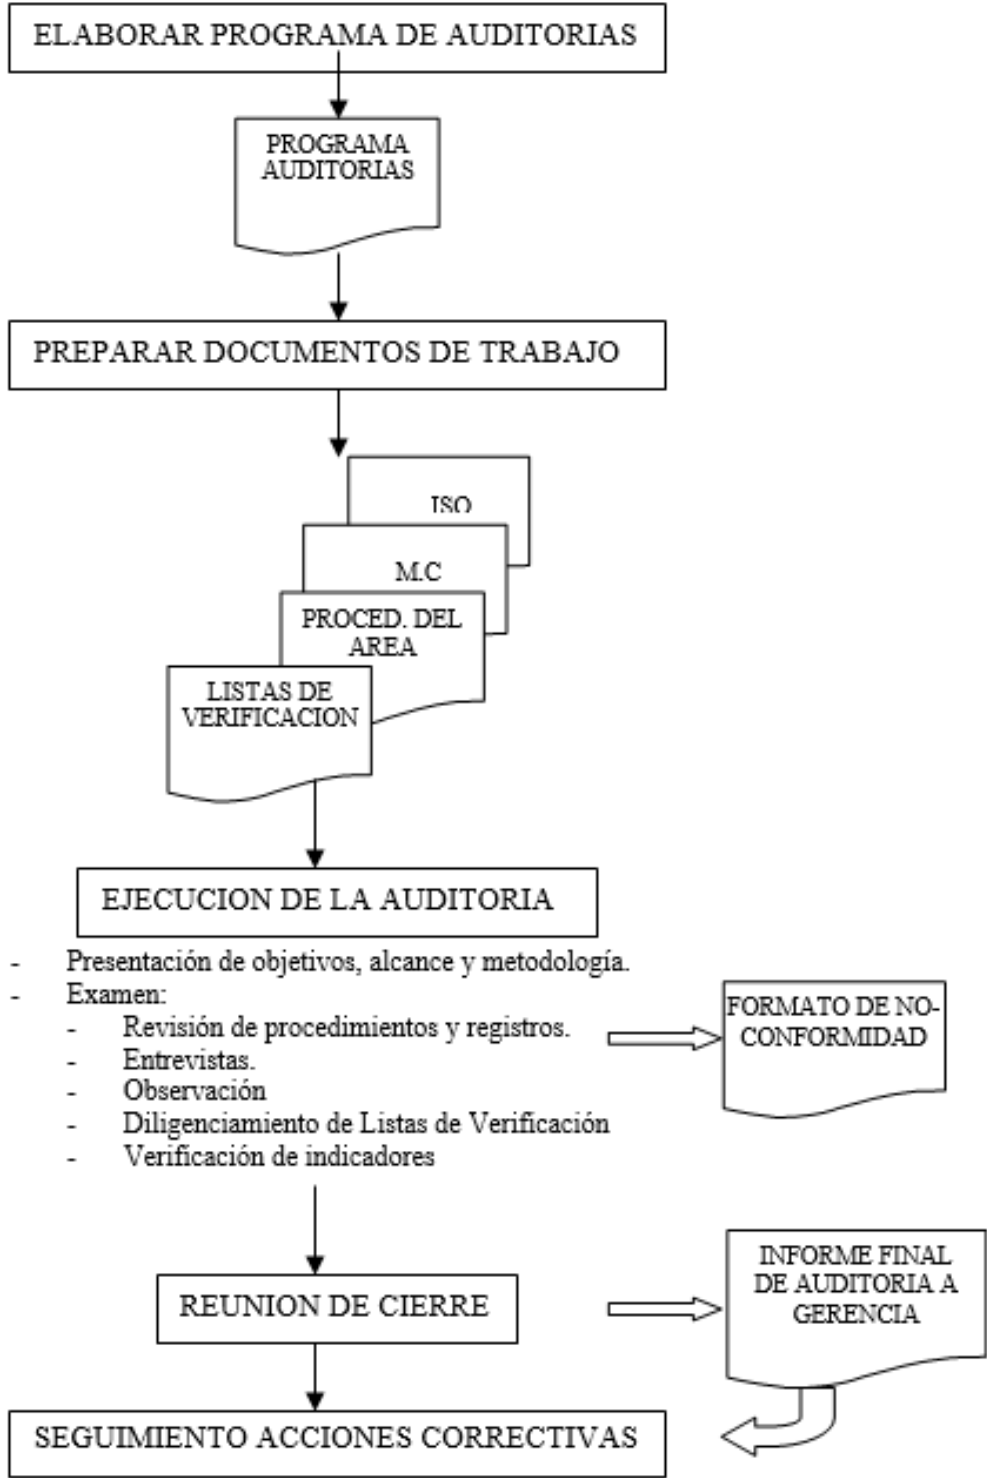 ELABORAR PROGRAMA DE AUDITORIAS
PROGRAMA
AUDITORIAS
PREPARAR DOCUMENTOS DE TRABAJO
ISO
M.C
PROCED. DEL
AREA
LISTAS DE
VERIFICACION
EJECUCION DE LA AUDITORIA
- Presentación de objetivos, alcance y metodología.
- Examen:
- Revisión de procedimientos y registros.
- Entrevistas.
- Observación
- Diligenciamiento de Listas de Verificación
- Verificación de indicadores
FORMATO DE NO-
CONFORMIDAD
REUNION DE CIERRE
INFORME FINAL
DE AUDITORIA A
GERENCIA
SEGUIMIENTO ACCIONES CORRECTIVAS